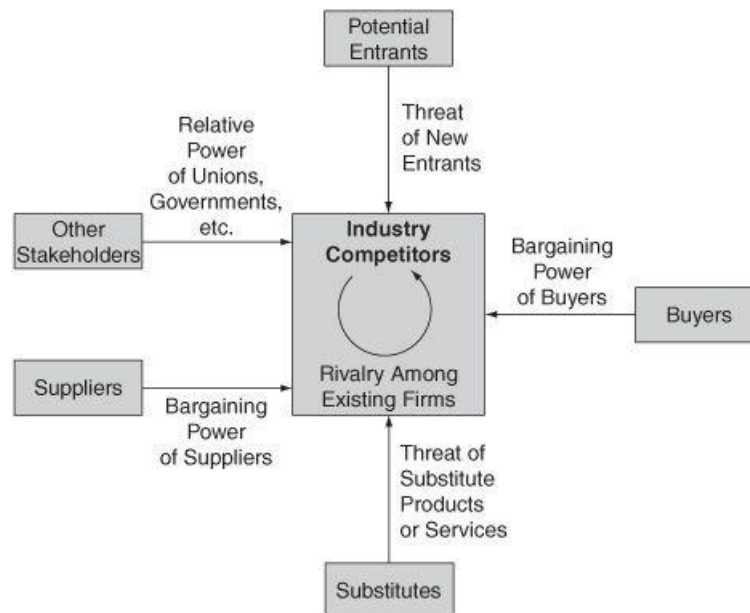 Potential
Entrants
Threat
of New
Entrants
Relative
Power
of Unions,
Governments,
etc.
Other
Stakeholders
Industry
Competitors
Rivalry Among
Existing Firms
Bargaining
Power
of Buyers
Buyers
Suppliers
Bargaining
Power
of Suppliers
Threat of
Substitute
Products
or Services
Substitutes